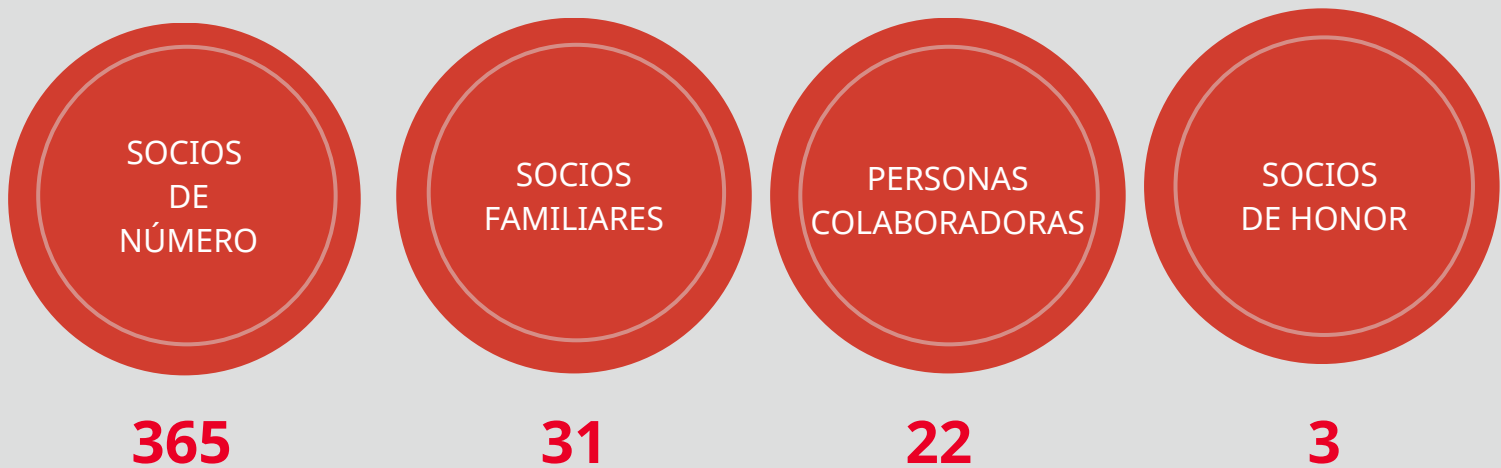 SOCIOS
DE
NÚMERO
365
SOCIOS
FAMILIARES
31
PERSONAS
COLABORADORAS
22
SOCIOS
DE HONOR
3